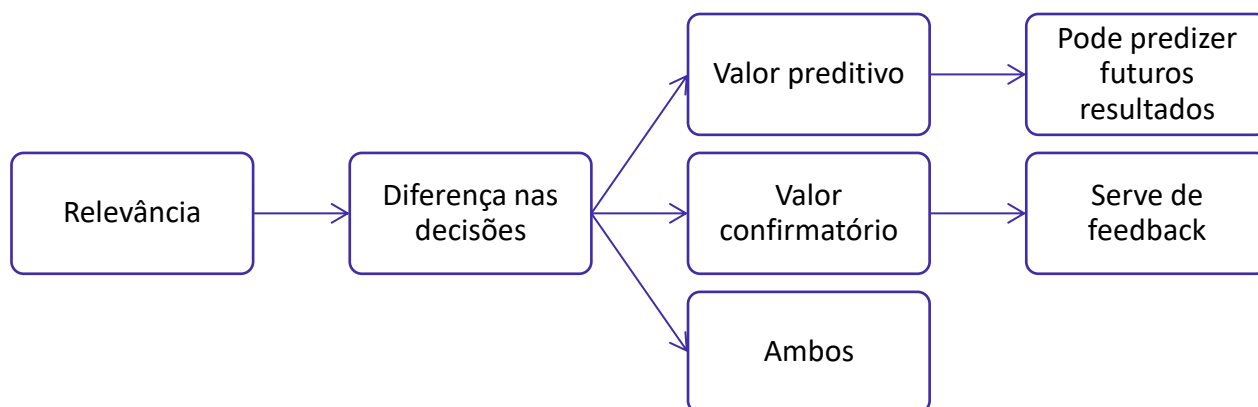 Relevância
Diferença nas
decisões
Valor preditivo
Pode predizer
futuros
resultados
Valor
confirmatório
Serve de
feedback
Ambos